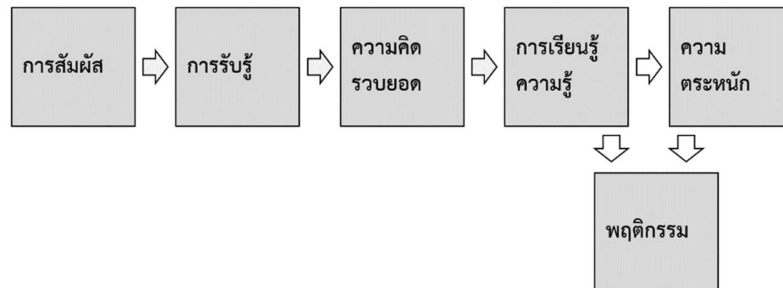 การสัมผัส
การรับรู้
ความคิด
รวบยอด
การเรียนรู้
ความรู้
ความ
ตระหนัก
พฤติกรรม